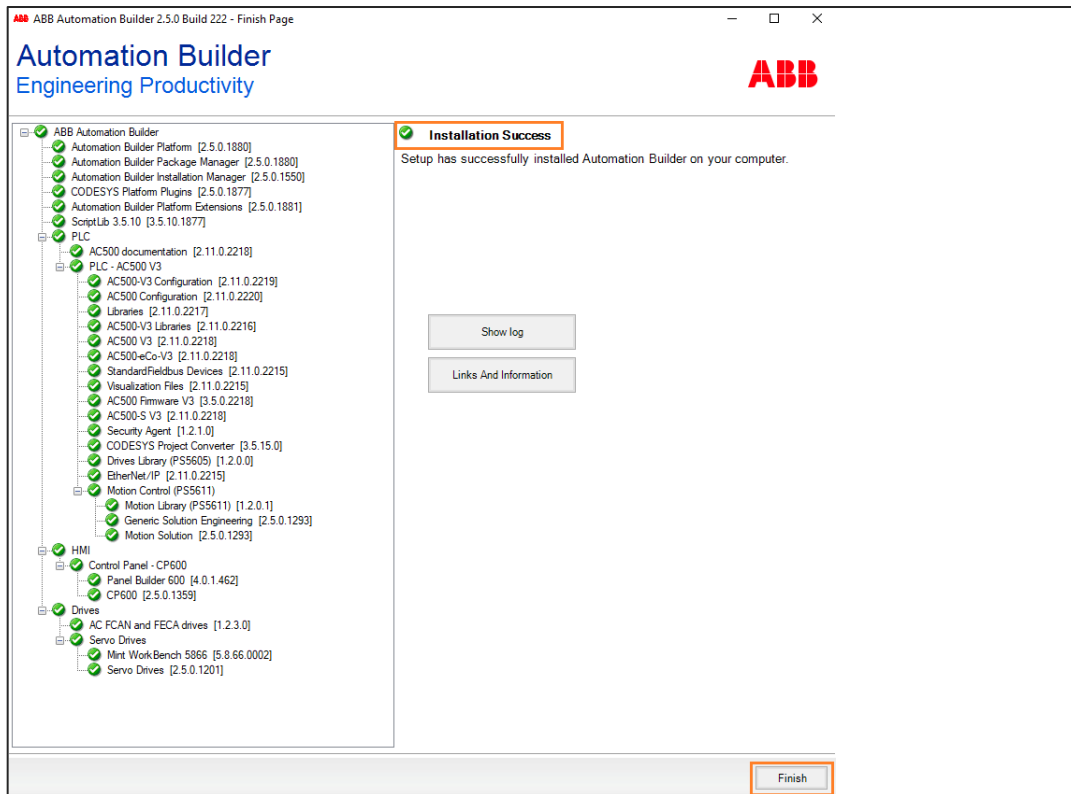 ABB ABB Automation Builder 2.5.0 Build 222 - Finish Page
Automation Builder
Engineering Productivity
ABB
ABB Automation Builder
Automation Builder Platform [2.5.0.1880]
Automation Builder Package Manager [2.5.0.1880]
Automation Builder Installation Manager [2.5.0.1550]
CODESYS Platform Plugins [2.5.0.1877]
Automation Builder Platform Extensions [2.5.0.1881]
ScriptLib 3.5.10 [3.5.10.1877]
PLC
AC500 documentation [2.11.0.2218]
PLC - AC500 V3
AC500-V3 Configuration [2.11.0.2219]
AC500 Configuration [2.11.0.2220]
Libraries [2.11.0.2217]
AC500-V3 Libraries [2.11.0.2216]
AC500 V3 [2.11.0.2218]
AC500-eCo-V3 [2.11.0.2218]
StandardFieldbus Devices [2.11.0.2215]
Visualization Files [2.11.0.2215]
AC500 Firmware V3 [3.5.0.2218]
AC500-S V3 [2.11.0.2218]
Security Agent [1.2.1.0]
CODESYS Project Converter [3.5.15.0]
Drives Library (PS5605) [1.2.0.0]
EtherNet/IP [2.11.0.2215]
Motion Control (PS5611)
Motion Library (PS5611) [1.2.0.1]
Generic Solution Engineering [2.5.0.1293]
Motion Solution [2.5.0.1293]
HMI
Control Panel - CP600
Panel Builder 600 [4.0.1.462]
CP600 [2.5.0.1359]
Drives
AC FCAN and FECA drives [1.2.3.0]
Servo Drives
Mint WorkBench 5866 [5.8.66.0002]
Servo Drives [2.5.0.1201]
Installation Success
Setup has successfully installed Automation Builder on your computer.
Show log
Links And Information
Finish